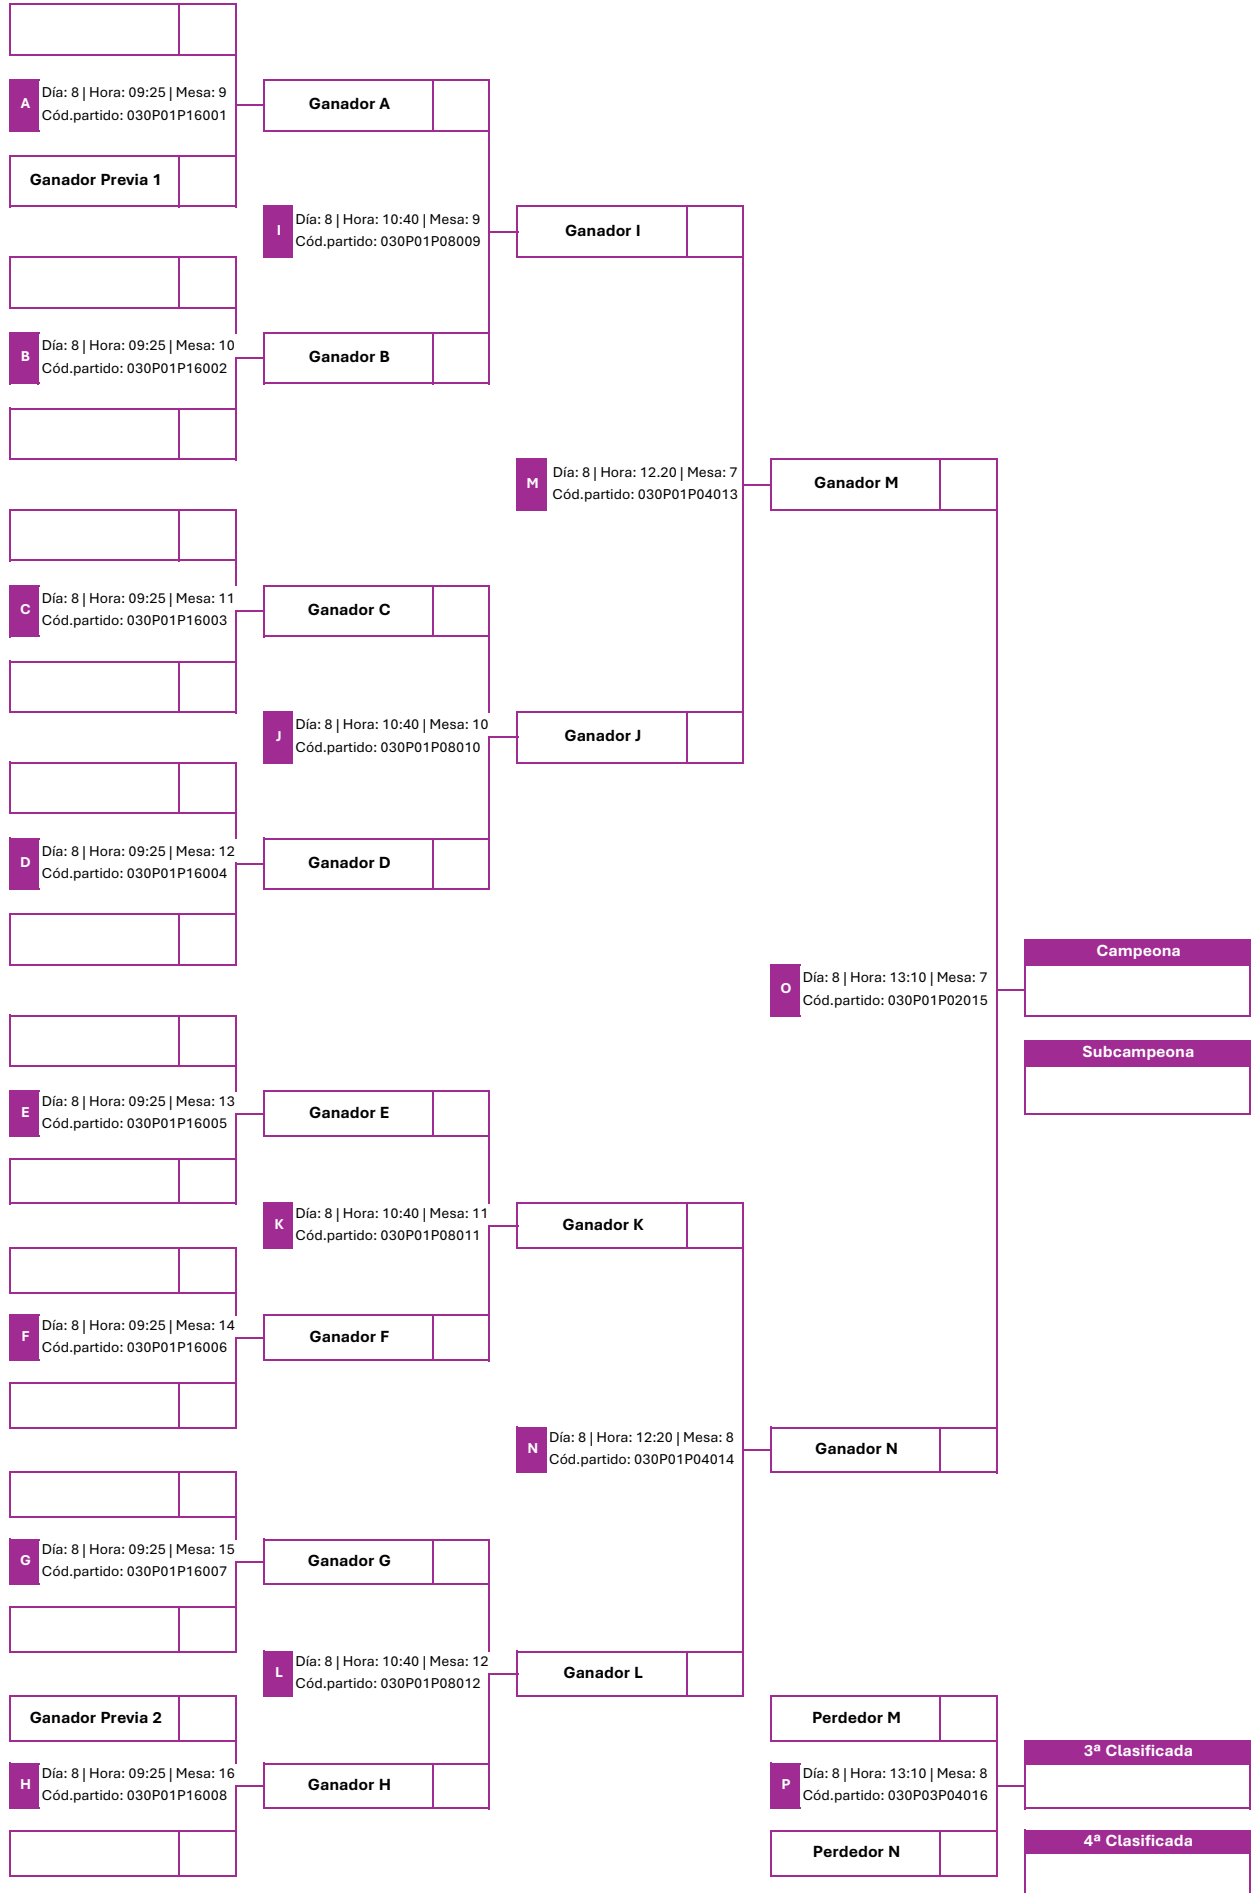 A
Día: 8 | Hora: 09:25 | Mesa: 9
Cód.partido: 030P01P16001
Ganador Previa 1
B
Día: 8 | Hora: 09:25 | Mesa: 10
Cód.partido: 030P01P16002
C
Día: 8 | Hora: 09:25 | Mesa: 11
Cód.partido: 030P01P16003
D
Día: 8 | Hora: 09:25 | Mesa: 12
Cód.partido: 030P01P16004
E
Día: 8 | Hora: 09:25 | Mesa: 13
Cód.partido: 030P01P16005
F
Día: 8 | Hora: 09:25 | Mesa: 14
Cód.partido: 030P01P16006
G
Día: 8 | Hora: 09:25 | Mesa: 15
Cód.partido: 030P01P16007
Ganador Previa 2
H
Día: 8 | Hora: 09:25 | Mesa: 16
Cód.partido: 030P01P16008
Ganador A
I
Día: 8 | Hora: 10:40 | Mesa: 9
Cód.partido: 030P01P08009
Ganador B
Ganador C
J
Día: 8 | Hora: 10:40 | Mesa: 10
Cód.partido: 030P01P08010
Ganador D
Ganador E
K
Día: 8 | Hora: 10:40 | Mesa: 11
Cód.partido: 030P01P08011
Ganador F
Ganador G
L
Día: 8 | Hora: 10:40 | Mesa: 12
Cód.partido: 030P01P08012
Ganador H
Ganador I
M
Día: 8 | Hora: 12.20 | Mesa: 7
Cód.partido: 030P01P04013
Ganador J
Ganador K
N
Día: 8 | Hora: 12:20 | Mesa: 8
Cód.partido: 030P01P04014
Ganador L
Ganador M
O
Día: 8 | Hora: 13:10 | Mesa: 7
Cód.partido: 030P01P02015
Ganador N
Perdedor M
P
Día: 8 | Hora: 13:10 | Mesa: 8
Cód.partido: 030P03P04016
Perdedor N
Campeona
Subcampeona
3ª Clasificada
4ª Clasificada